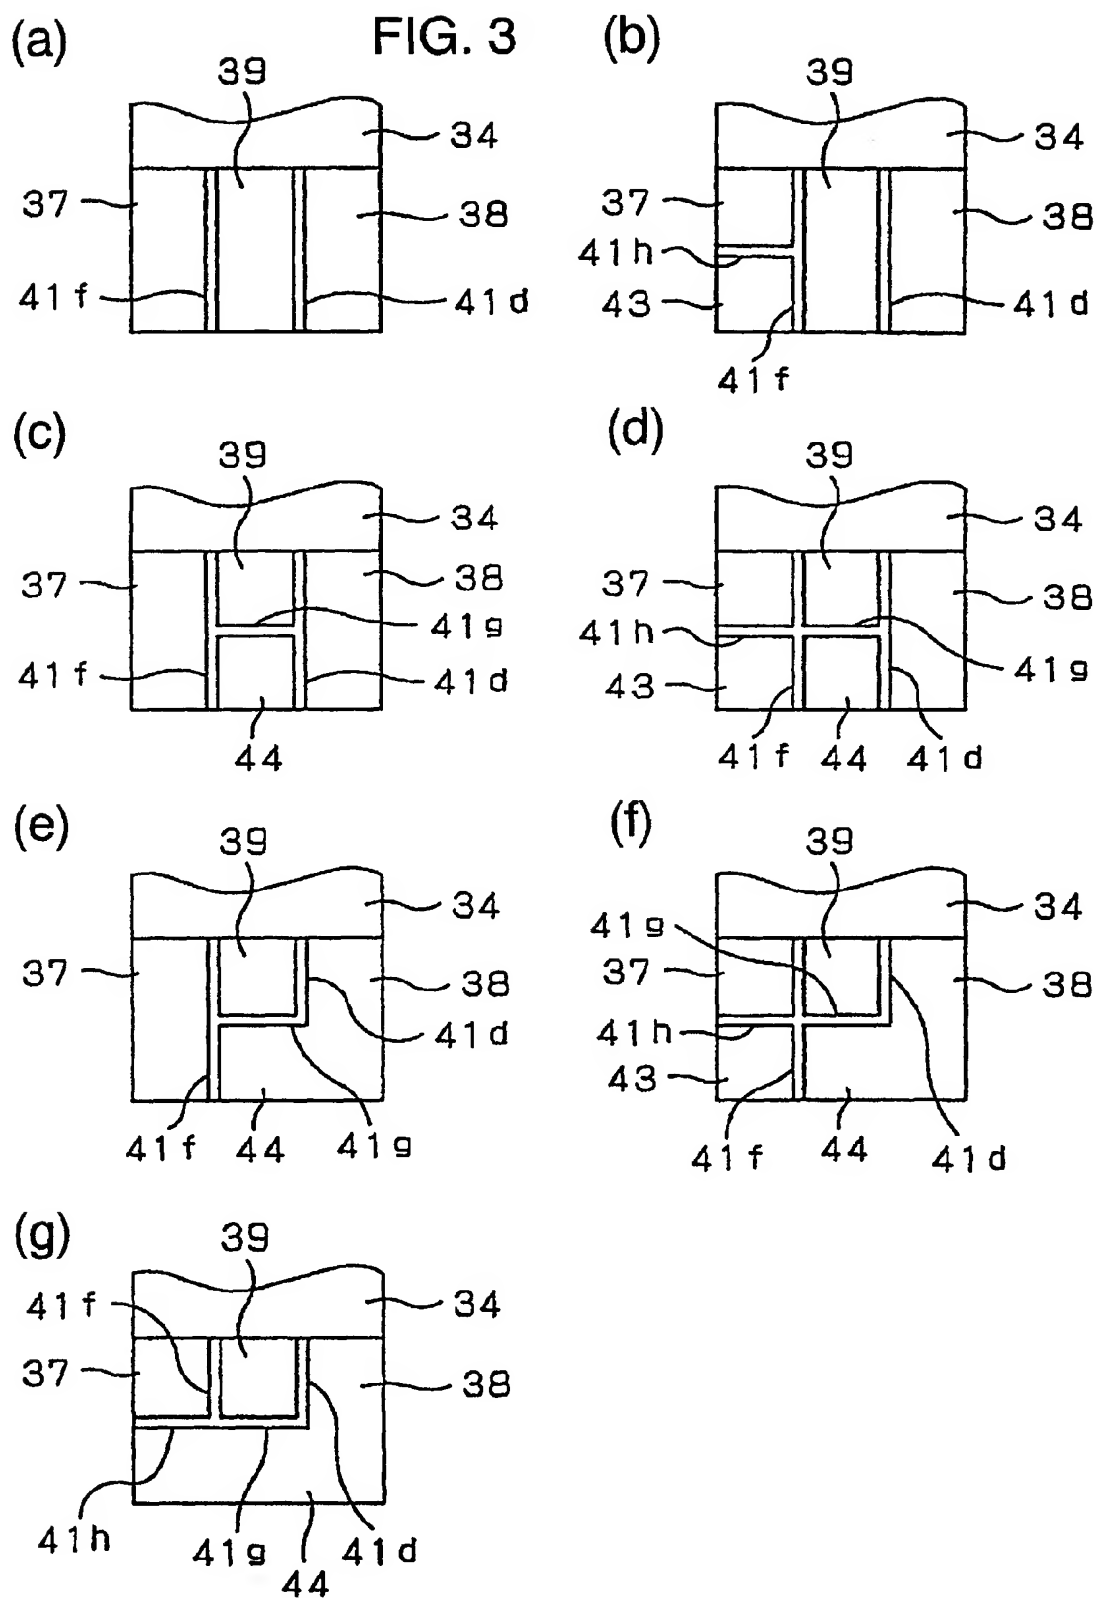 (a) FIG. 3 (b)
39 39
34 34
37 38 37 38
41f 41d 41h 41d
43
41f
(c) (d)
39 39
34 34
37 38 37 38
41g 41h 41g
41f 41d 43
44 41f 44 41d
(e) (f)
39 39
34 41g 34
37 38 37 38
41d 41h
43
41f 44 41g 41f 44 41d
(g)
39
41f 34
37 38
41h 41g 41d
44